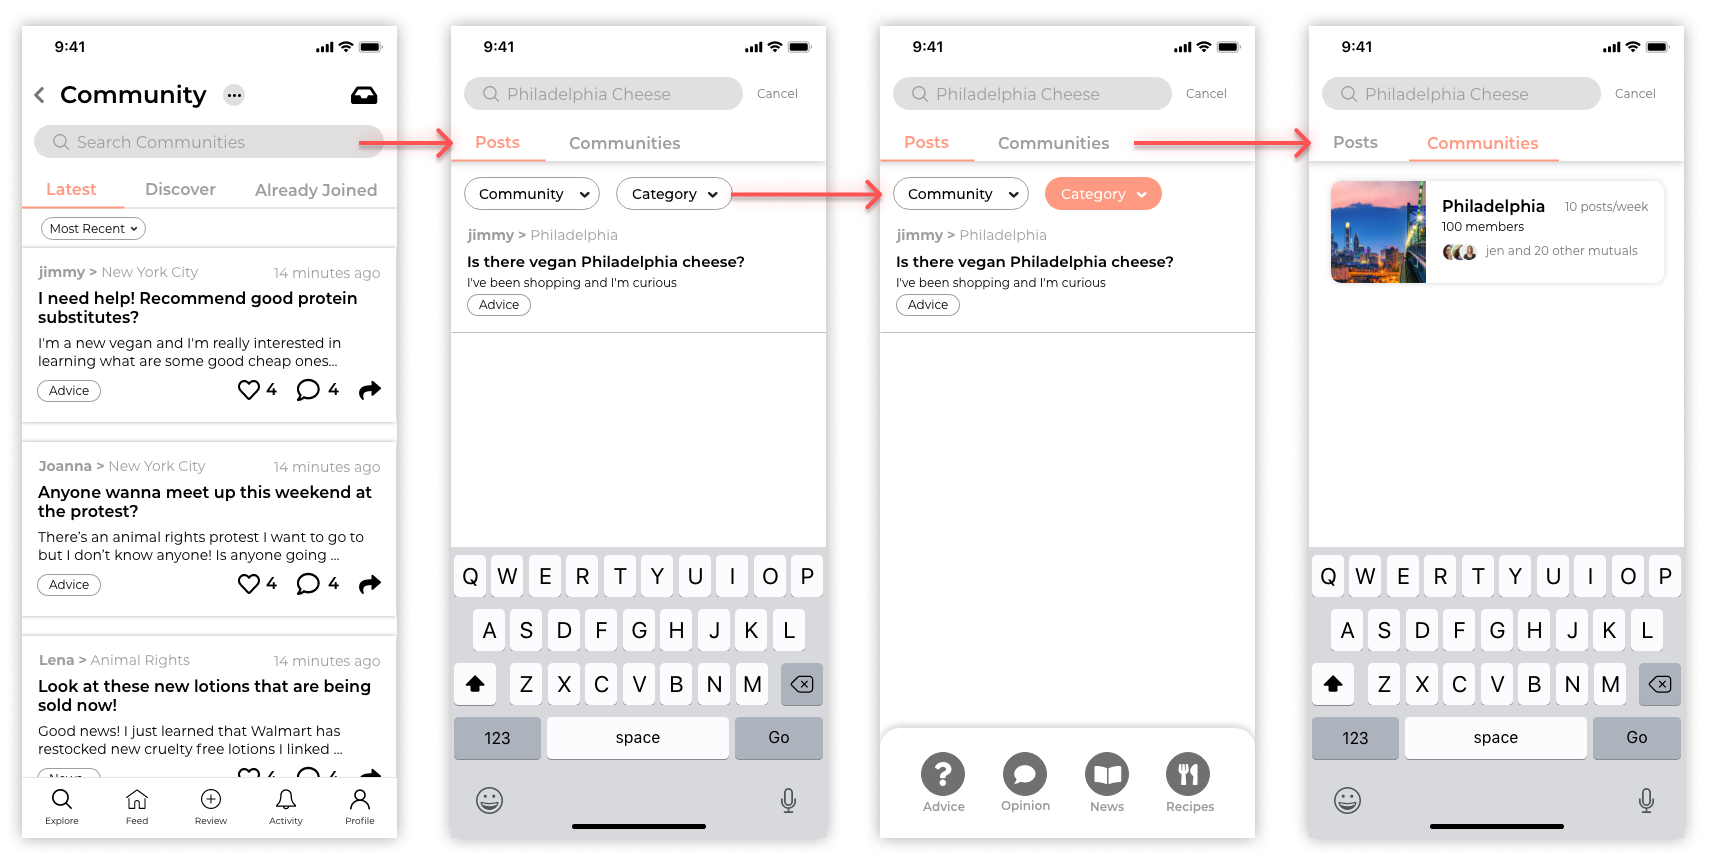 9:41
Community
Search Communities
Latest Discover Already Joined
Most Recent
jimmy > New York City 14 minutes ago
I need help! Recommend good protein
substitutes?
I'm a new vegan and I'm really interested in
learning what are some good cheap ones...
Advice 4 4
Joanna > New York City 14 minutes ago
Anyone wanna meet up this weekend at
the protest?
There's an animal rights protest I want to go to
but I don't know anyone! Is anyone going ...
Advice 4 4
Lena > Animal Rights 14 minutes ago
Look at these new lotions that are being
sold now!
Good news! I just learned that Walmart has
restocked new cruelty free lotions I linked ...
News 4 4
Explore Feed Review Activity Profile
9:41
Philadelphia Cheese Cancel
Posts Communities
Community Category
jimmy > Philadelphia
Is there vegan Philadelphia cheese?
I've been shopping and I'm curious
Advice
Q W E R T Y U I O P
A S D F G H J K L
Z X C V B N M
123 space Go
9:41
Philadelphia Cheese Cancel
Posts Communities
Community Category
jimmy > Philadelphia
Is there vegan Philadelphia cheese?
I've been shopping and I'm curious
Advice
Advice Opinion News Recipes
9:41
Philadelphia Cheese Cancel
Posts Communities
Philadelphia 10 posts/week
100 members
jen and 20 other mutuals
Q W E R T Y U I O P
A S D F G H J K L
Z X C V B N M
123 space Go